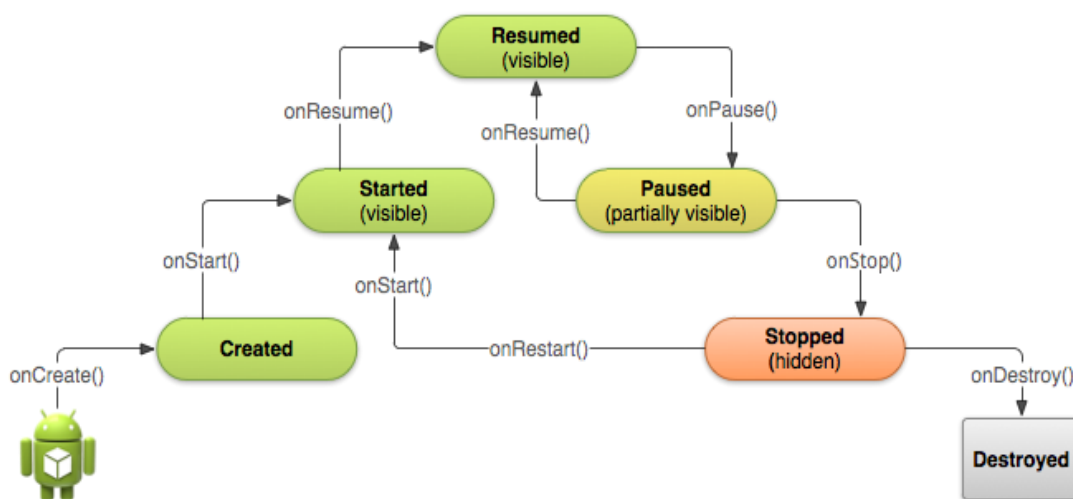 Resumed
(visible)
onResume()
onResume()
onPause()
Started
(visible)
Paused
(partially visible)
onStart()
onStart()
onStop()
Created
onRestart()
Stopped
(hidden)
onCreate()
onDestroy()
Destroyed